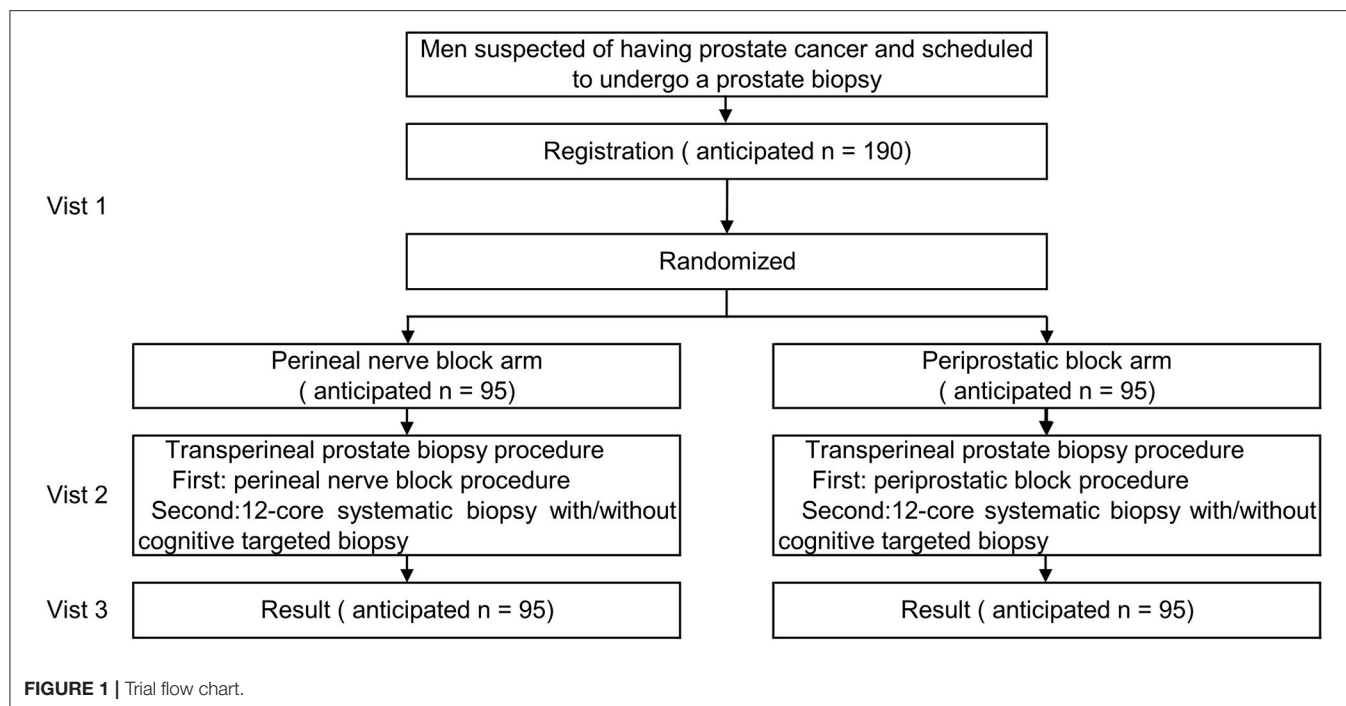 Men suspected of having prostate cancer and scheduled
to undergo a prostate biopsy
Registration ( anticipated n = 190)
Vist 1
Randomized
Perineal nerve block arm
( anticipated n = 95)
Periprostatic block arm
( anticipated n = 95)
Vist 2
Transperineal prostate biopsy procedure
First: perineal nerve block procedure
Second:12-core systematic biopsy with/without
cognitive targeted biopsy
Transperineal prostate biopsy procedure
First: periprostatic block procedure
Second:12-core systematic biopsy with/without
cognitive targeted biopsy
Vist 3
Result ( anticipated n = 95)
Result ( anticipated n = 95)
FIGURE 1 | Trial flow chart.